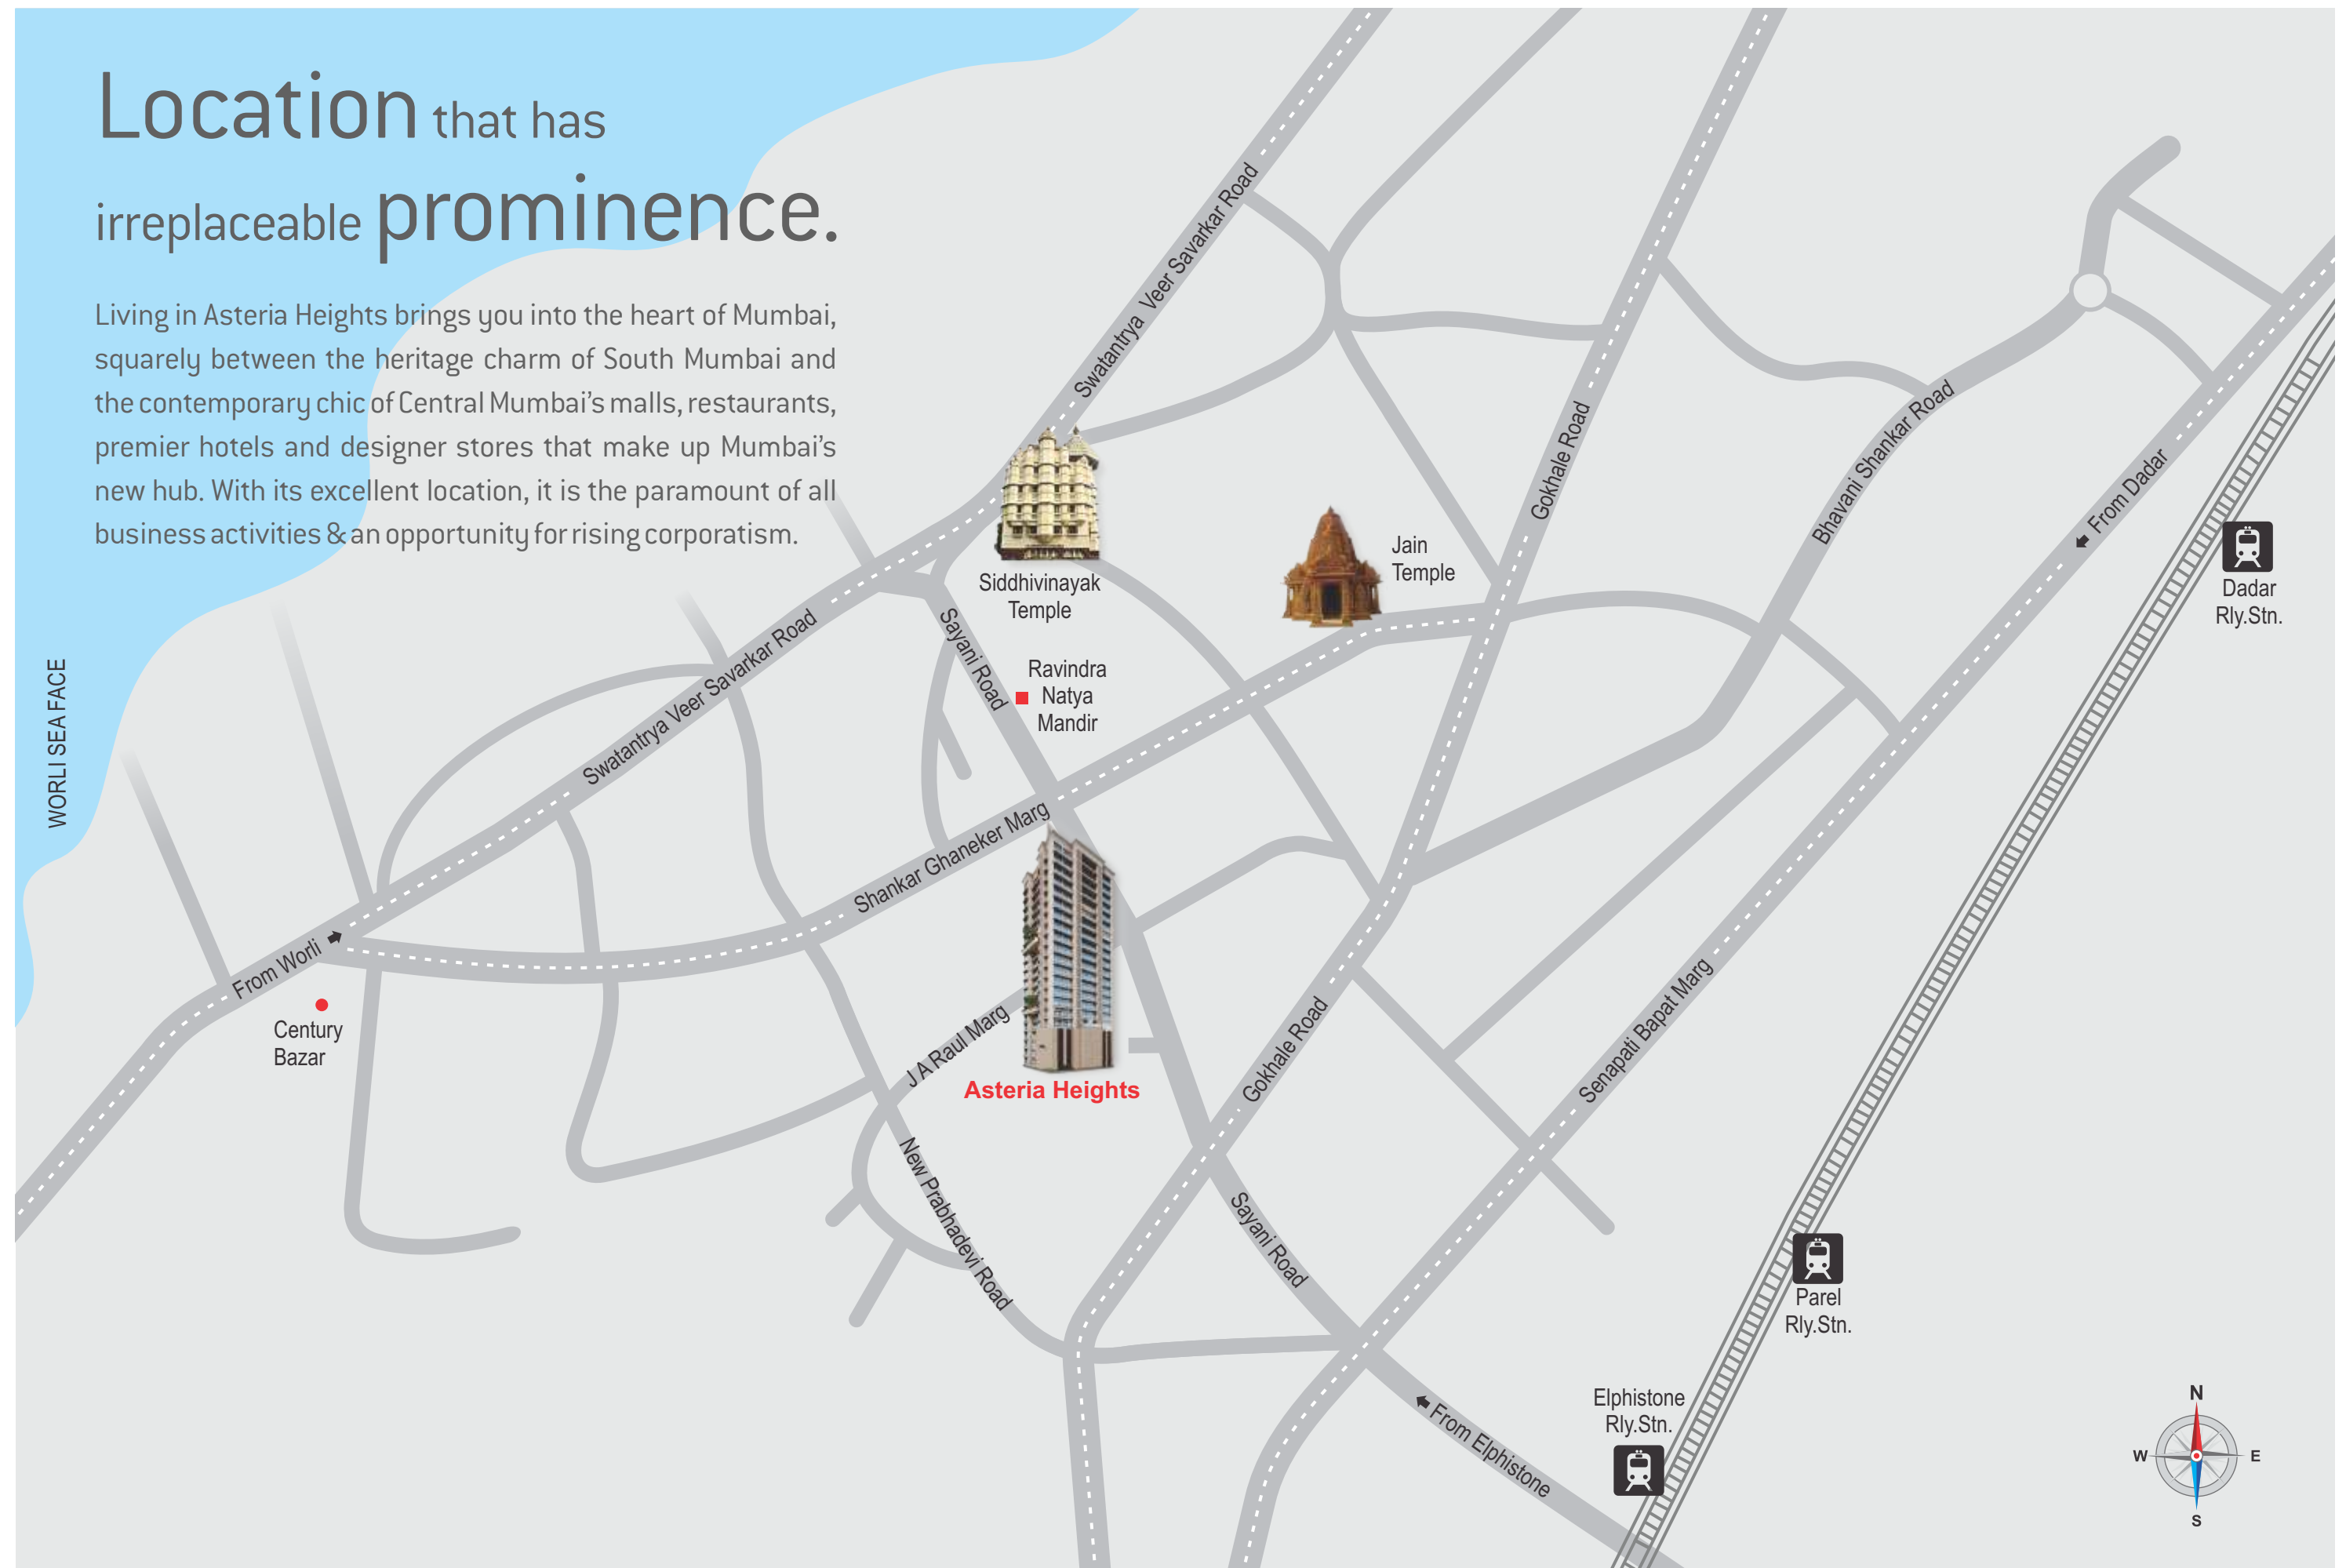 Location that has
irreplaceable prominence.
Living in Asteria Heights brings you into the heart of Mumbai,
squarely between the heritage charm of South Mumbai and
the contemporary chic of Central Mumbai's malls, restaurants,
premier hotels and designer stores that make up Mumbai's
new hub. With its excellent location, it is the paramount of all
business activities & an opportunity for rising corporatism.
WORLI SEA FACE
Swatantrya Veer Savarkar Road
Gokhale Road
Bhavani Shankar Road
From Dadar
Dadar
Rly.Stn.
Jain
Temple
Siddhivinayak
Temple
Sayani Road
Ravindra
Natya
Mandir
Swatantrya Veer Savarkar Road
Shankar Ghaneker Marg
From Worli
Century
Bazar
J A Raul Marg
Asteria Heights
Gokhale Road
Senapati Bapat Marg
New Prabhadevi Road
Sayani Road
Parel
Rly.Stn.
Elphistone
Rly.Stn.
From Elphistone
N
W
E
S